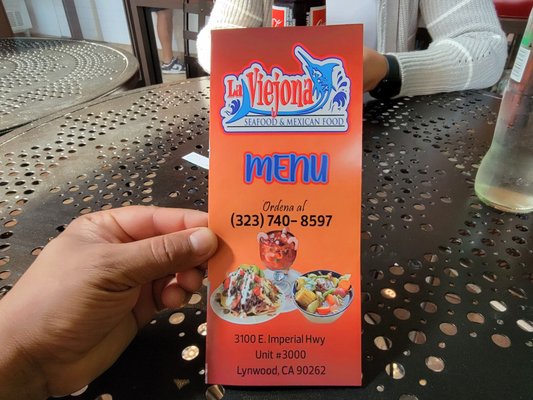 La Viejona
SEAFOOD & MEXICAN FOOD
MENU
Ordena al
(323) 740-8597
3100 E. Imperial Hwy
Unit #3000
Lynwood, CA 90262